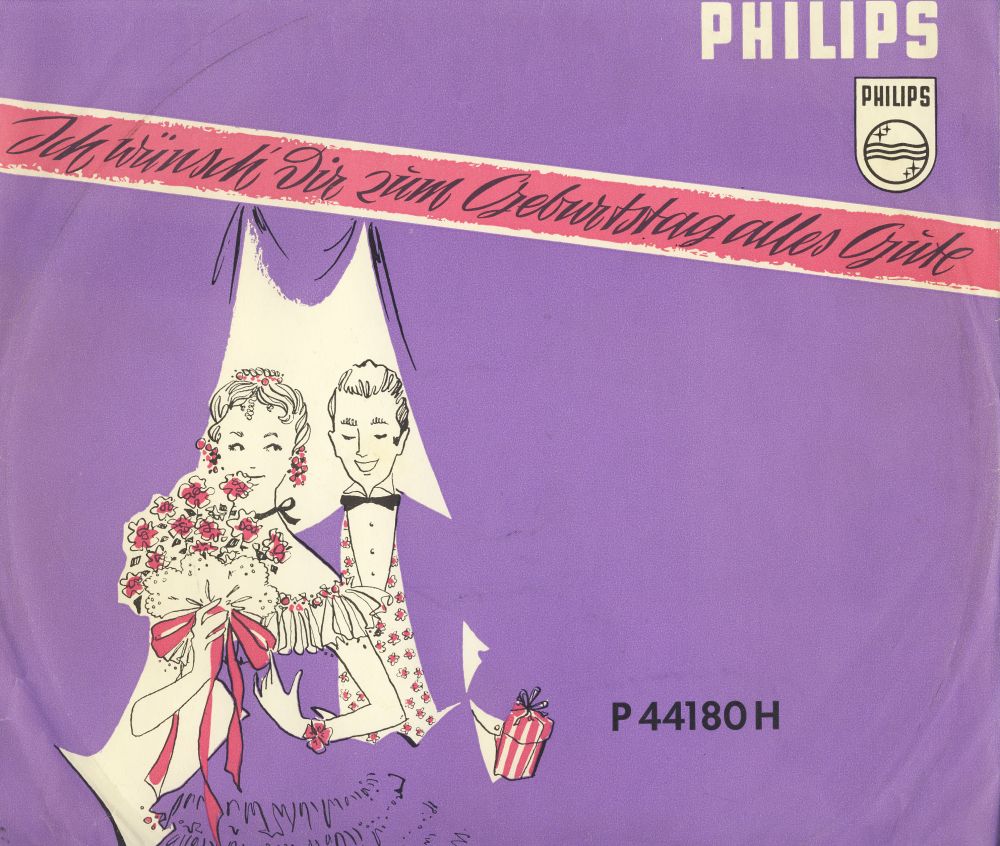 PHILIPS
PHILIPS
Ich wünsch' Dir zum Geburtstag alles Gute
P 44180 H